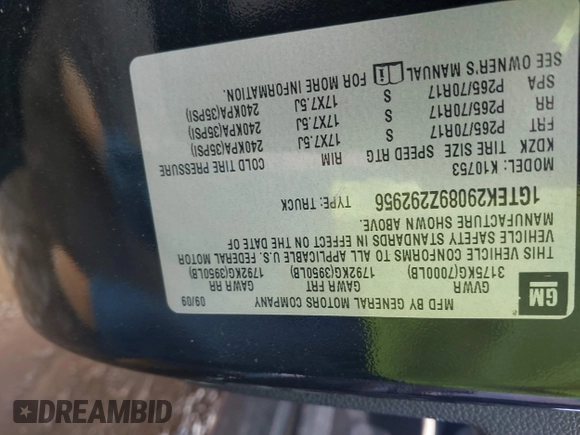 GM
MFD BY GENERAL MOTORS COMPANY
09/09
GVWR GAWR FRT GAWR RR
3175KG(7000LB) 1792KG(3950LB) 1792KG(3950LB)
THIS VEHICLE CONFORMS TO ALL APPLICABLE U.S. FEDERAL MOTOR
VEHICLE SAFETY STANDARDS IN EFFECT ON THE DATE OF
MANUFACTURE SHOWN ABOVE.
1GTEK290899Z292956 TYPE: TRUCK
MODEL: K10753
KDZK TIRE SIZE SPEED RTG RIM COLD TIRE PRESSURE
FRT P265/70R17 S 17X7.5J 240KPA(35PSI)
RR P265/70R17 S 17X7.5J 240KPA(35PSI)
SPA P265/70R17 S 17X7.5J 240KPA(35PSI)
SEE OWNER'S MANUAL i FOR MORE INFORMATION.
DREAMBID